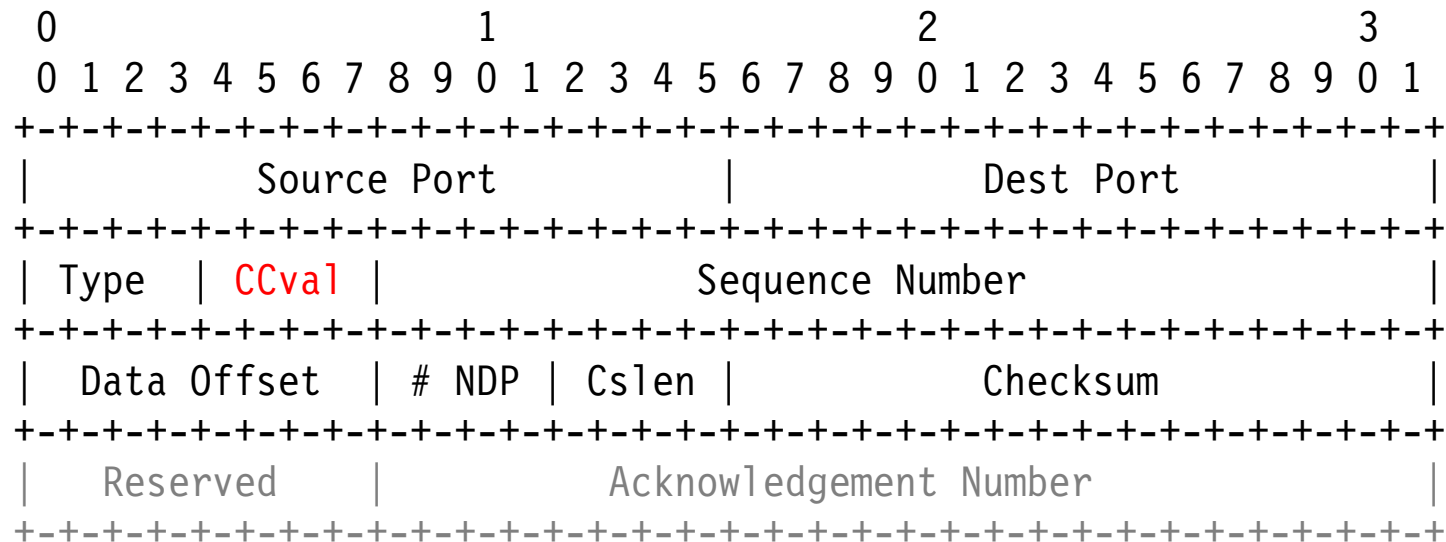 0                   1                   2                   3
0 1 2 3 4 5 6 7 8 9 0 1 2 3 4 5 6 7 8 9 0 1 2 3 4 5 6 7 8 9 0 1
+-+-+-+-+-+-+-+-+-+-+-+-+-+-+-+-+-+-+-+-+-+-+-+-+-+-+-+-+-+-+-+-+
|          Source Port          |           Dest Port           |
+-+-+-+-+-+-+-+-+-+-+-+-+-+-+-+-+-+-+-+-+-+-+-+-+-+-+-+-+-+-+-+-+
| Type  | CCval |              Sequence Number                  |
+-+-+-+-+-+-+-+-+-+-+-+-+-+-+-+-+-+-+-+-+-+-+-+-+-+-+-+-+-+-+-+-+
|  Data Offset  | # NDP | Cslen |           Checksum            |
+-+-+-+-+-+-+-+-+-+-+-+-+-+-+-+-+-+-+-+-+-+-+-+-+-+-+-+-+-+-+-+-+
|   Reserved    |          Acknowledgement Number               |
+-+-+-+-+-+-+-+-+-+-+-+-+-+-+-+-+-+-+-+-+-+-+-+-+-+-+-+-+-+-+-+-+